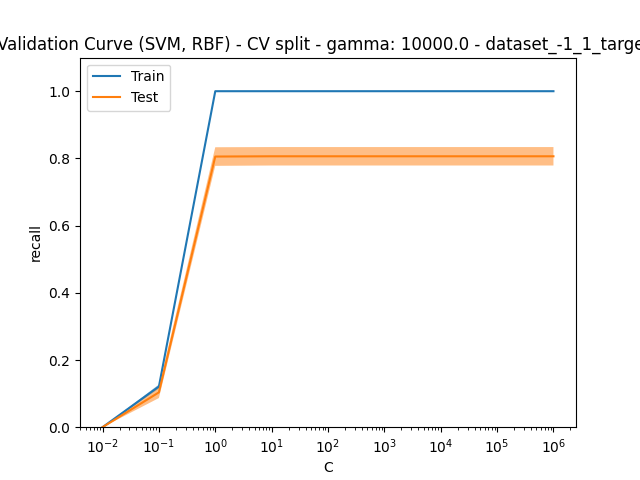 Validation Curve (SVM, RBF) - CV split - gamma: 10000.0 - dataset_-1_1_targe
Train
Test
1.0
0.8
0.6
0.4
0.2
0.0
recall
10⁻² 10⁻¹ 10⁰ 10¹ 10² 10³ 10⁴ 10⁵ 10⁶
C